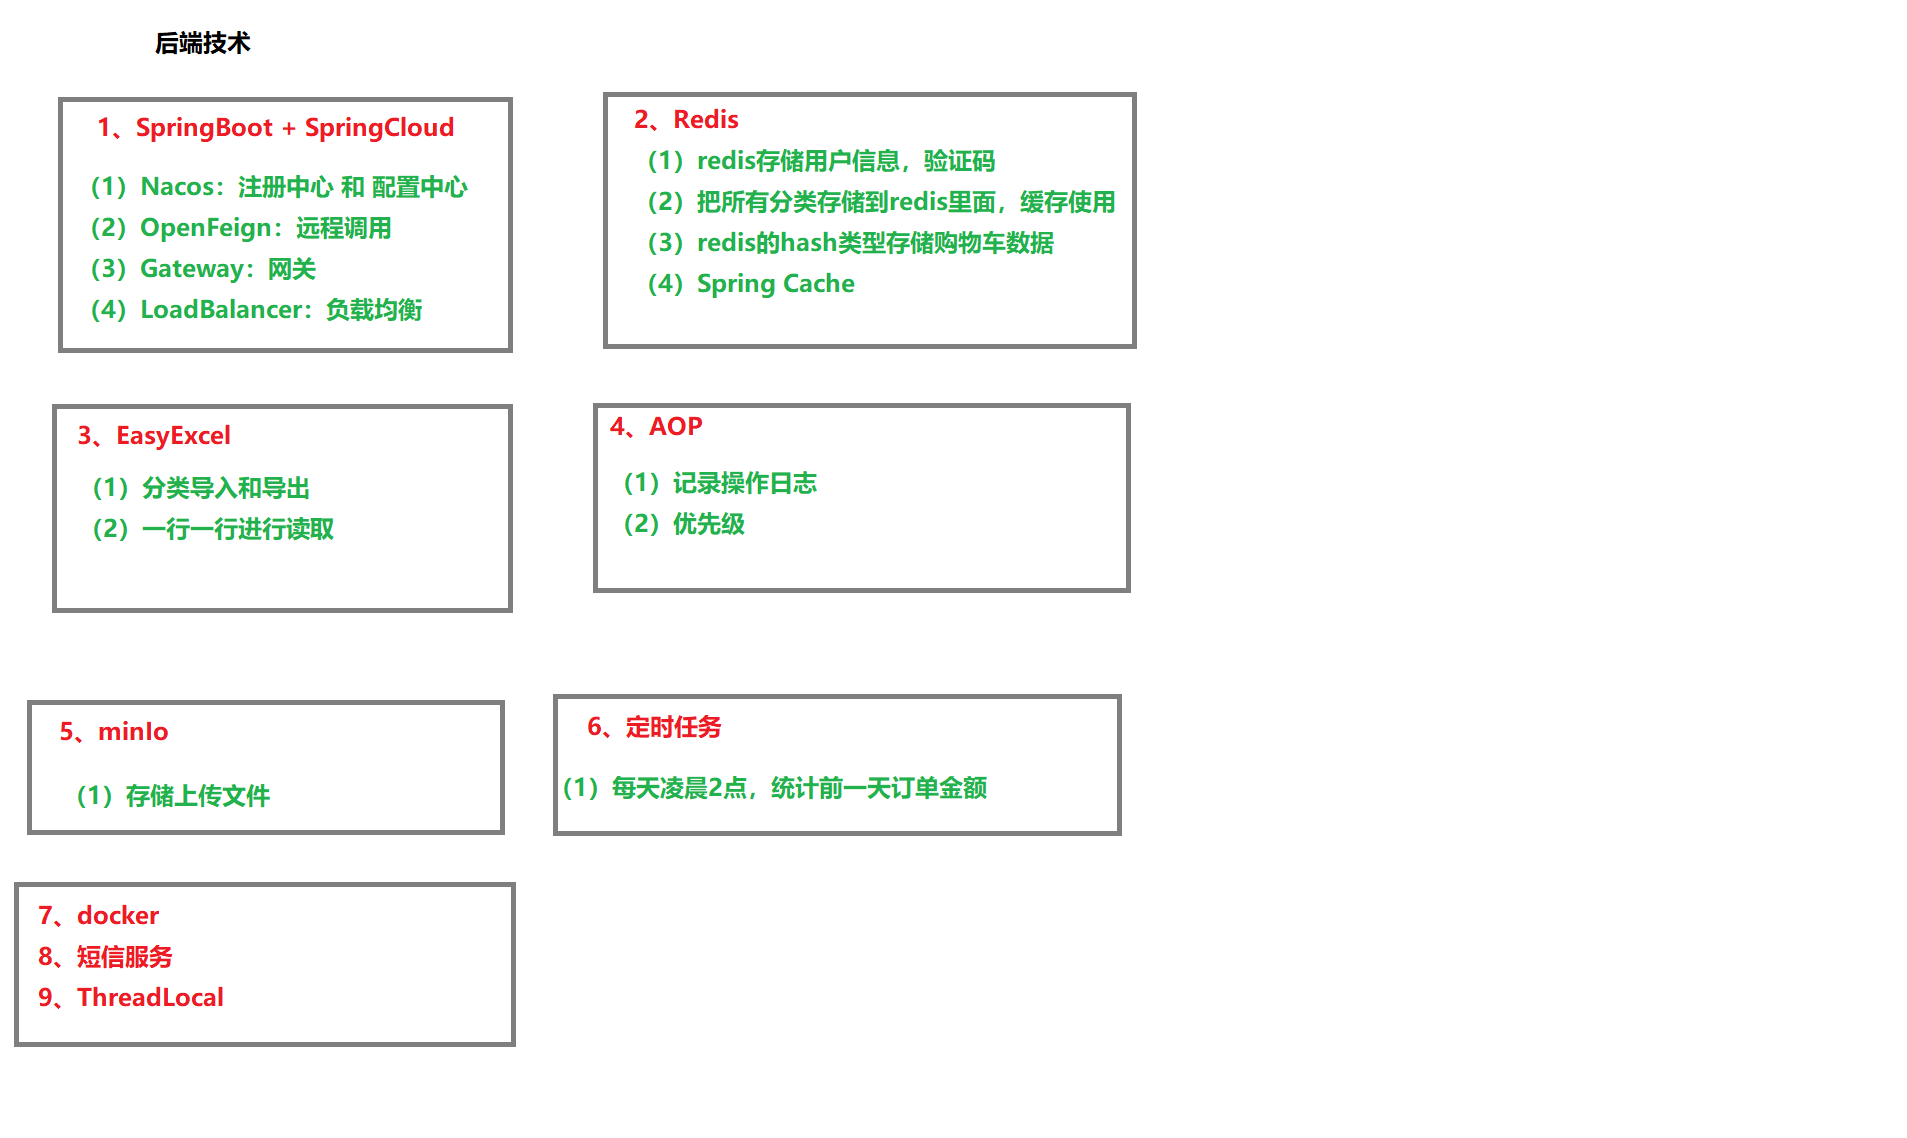 后端技术
1、SpringBoot + SpringCloud
（1）Nacos：注册中心 和 配置中心
（2）OpenFeign：远程调用
（3）Gateway：网关
（4）LoadBalancer：负载均衡
2、Redis
（1）redis存储用户信息，验证码
（2）把所有分类存储到redis里面，缓存使用
（3）redis的hash类型存储购物车数据
（4）Spring Cache
3、EasyExcel
（1）分类导入和导出
（2）一行一行进行读取
4、AOP
（1）记录操作日志
（2）优先级
5、minIo
（1）存储上传文件
6、定时任务
（1）每天凌晨2点，统计前一天订单金额
7、docker
8、短信服务
9、ThreadLocal